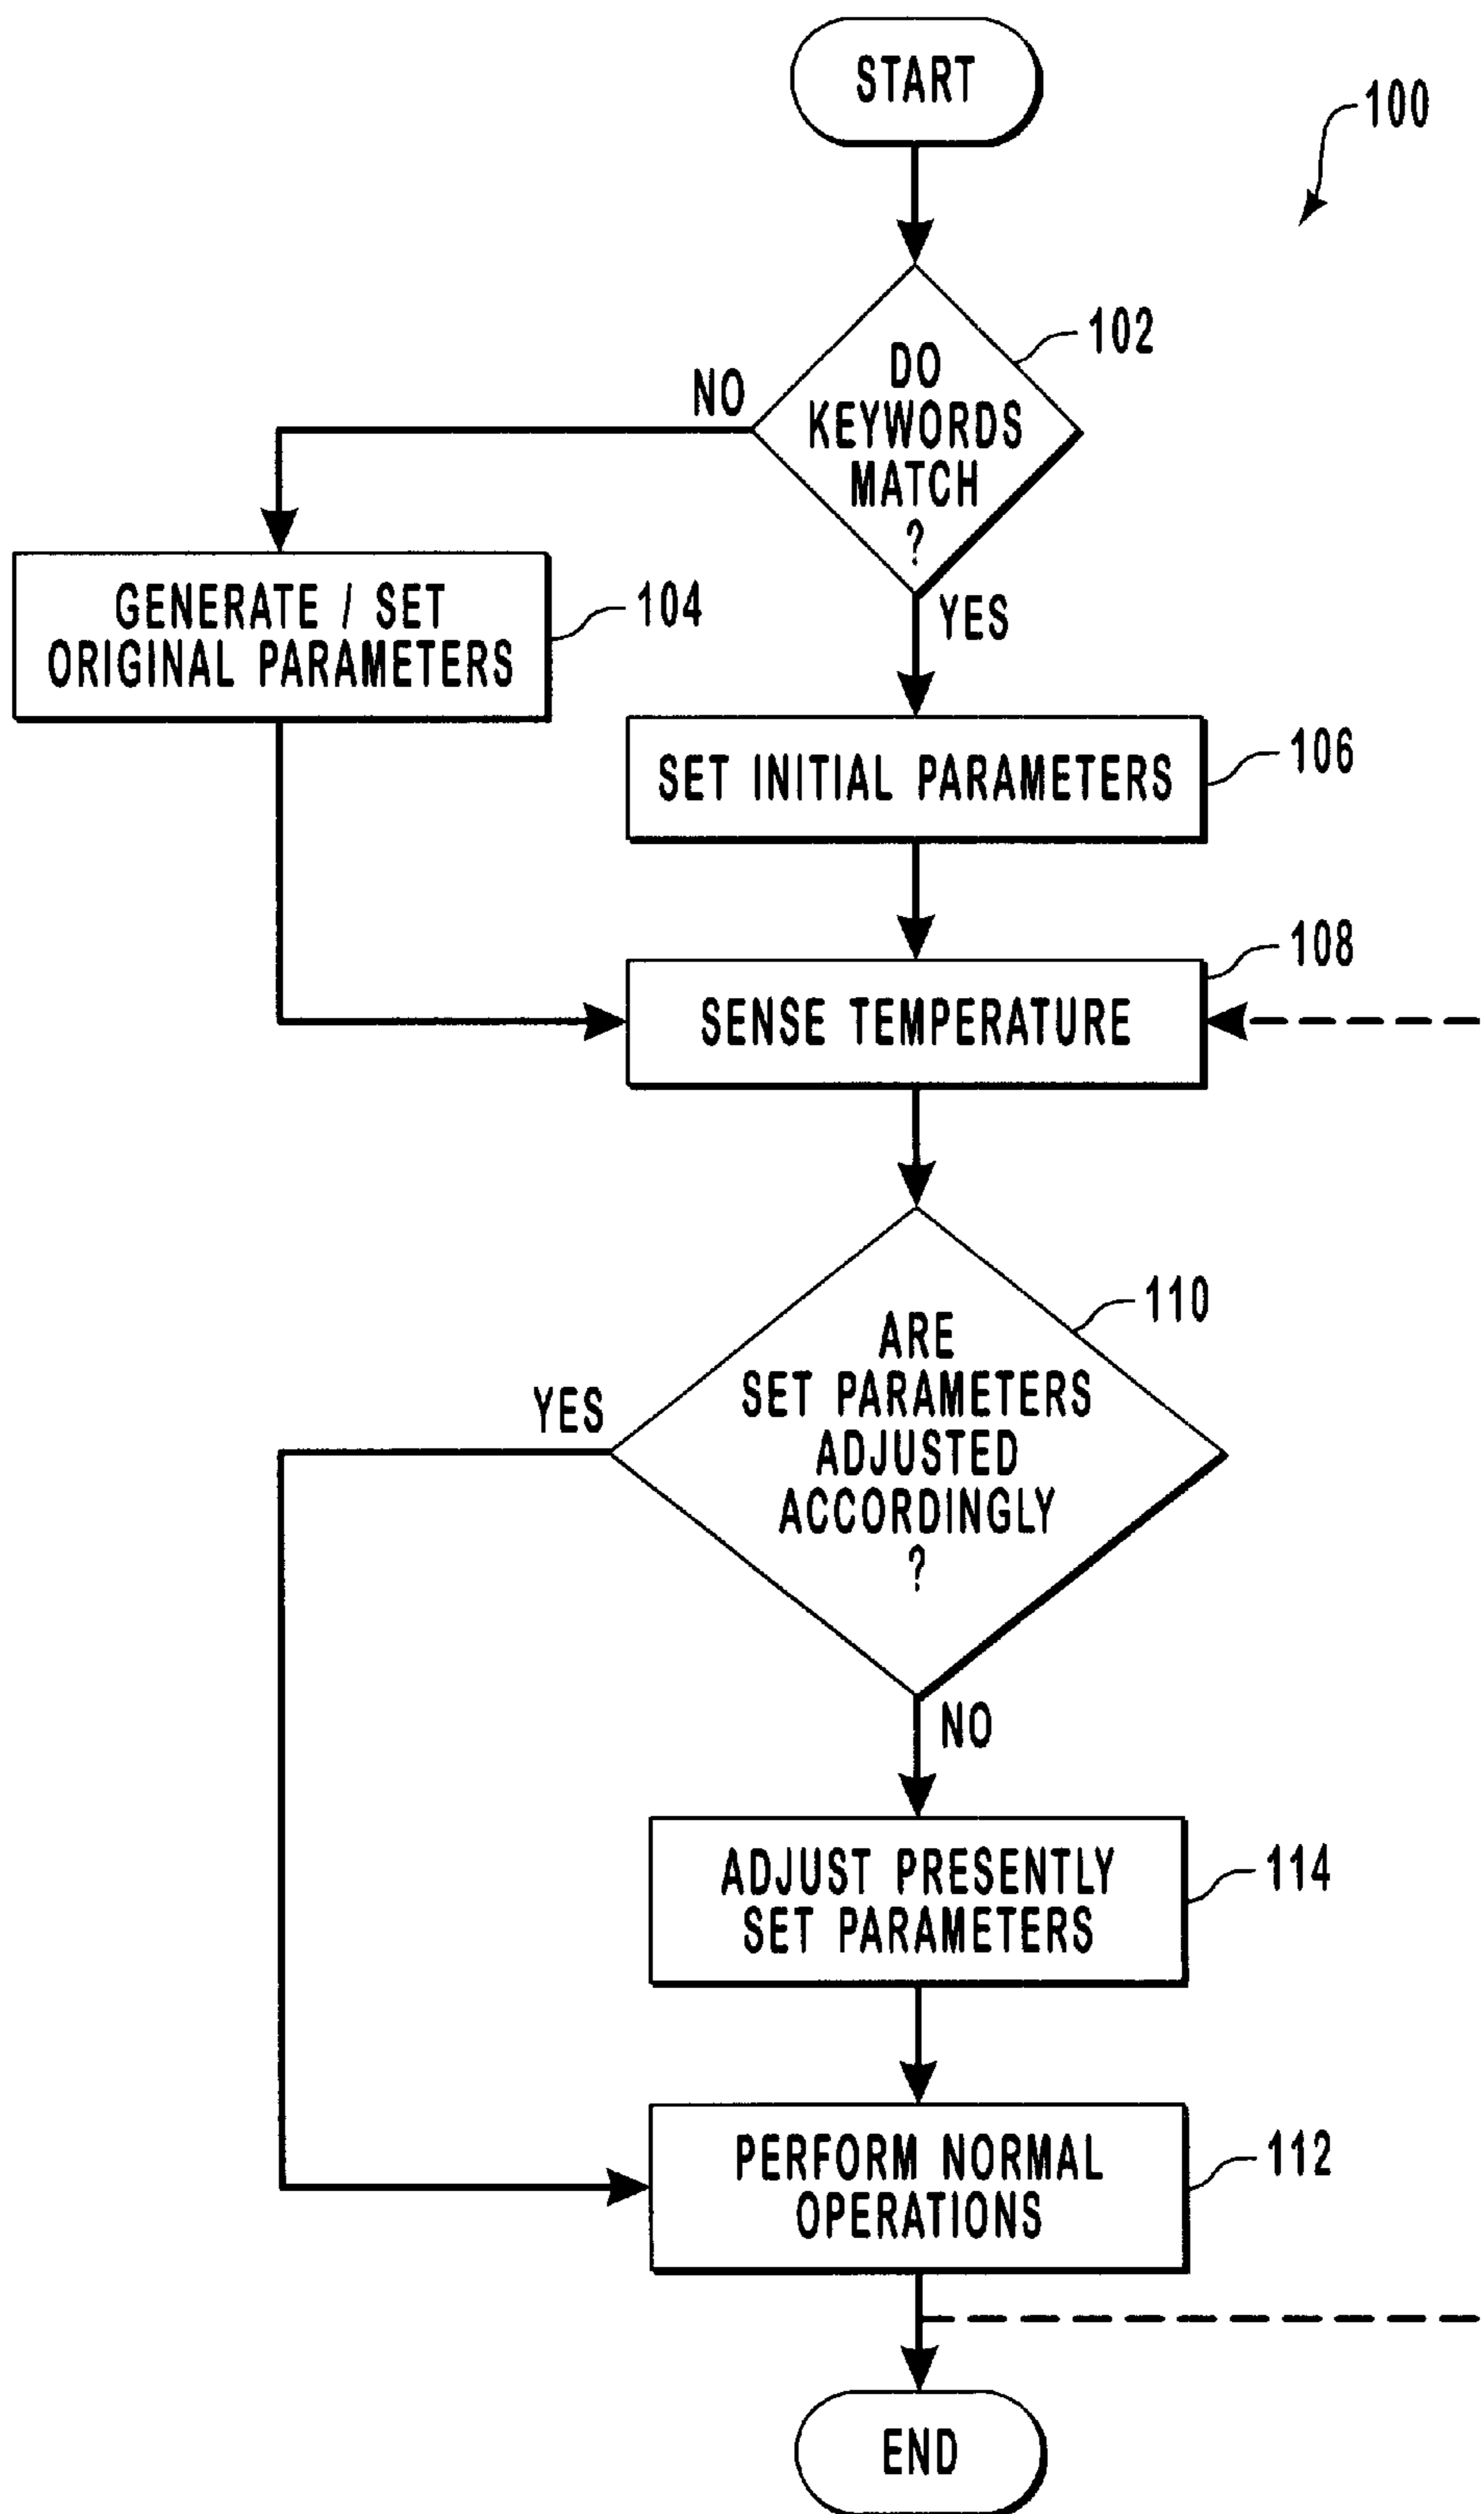 START
100
102
DO
KEYWORDS
MATCH
?
NO
YES
GENERATE / SET
ORIGINAL PARAMETERS
104
SET INITIAL PARAMETERS
106
SENSE TEMPERATURE
108
ARE
SET PARAMETERS
ADJUSTED
ACCORDINGLY
?
110
YES
NO
ADJUST PRESENTLY
SET PARAMETERS
114
PERFORM NORMAL
OPERATIONS
112
END